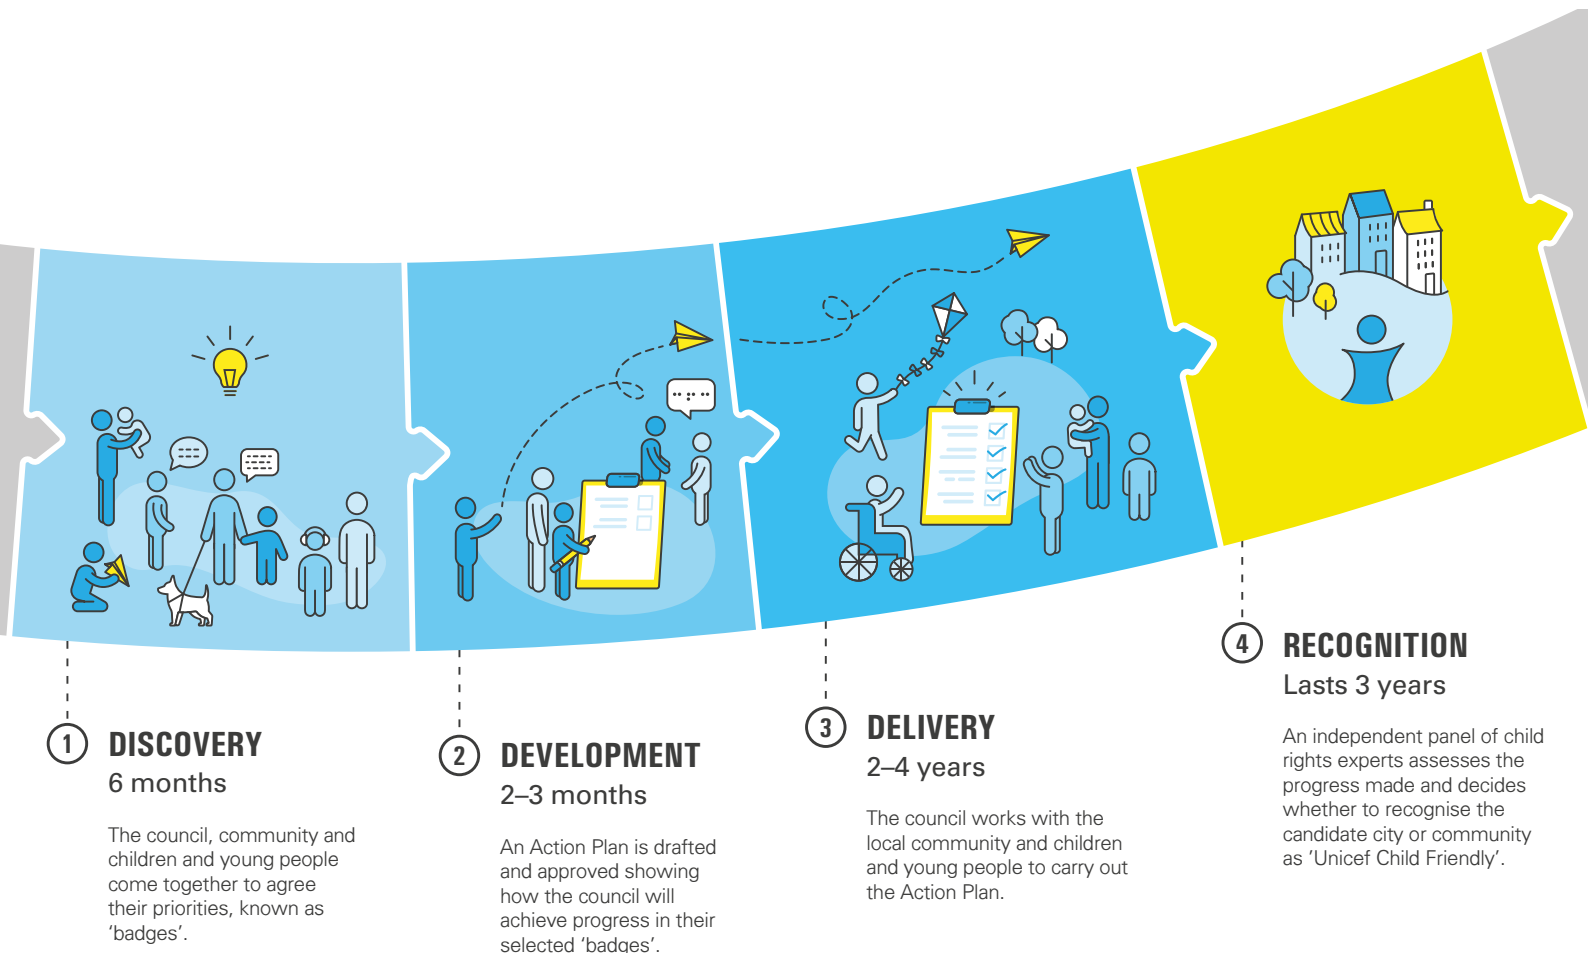 1
DISCOVERY
6 months
The council, community and
children and young people
come together to agree
their priorities, known as
‘badges’.
2
DEVELOPMENT
2–3 months
An Action Plan is drafted
and approved showing
how the council will
achieve progress in their
selected ‘badges’.
3
DELIVERY
2–4 years
The council works with the
local community and children
and young people to carry out
the Action Plan.
4
RECOGNITION
Lasts 3 years
An independent panel of child
rights experts assesses the
progress made and decides
whether to recognise the
candidate city or community
as ’Unicef Child Friendly’.